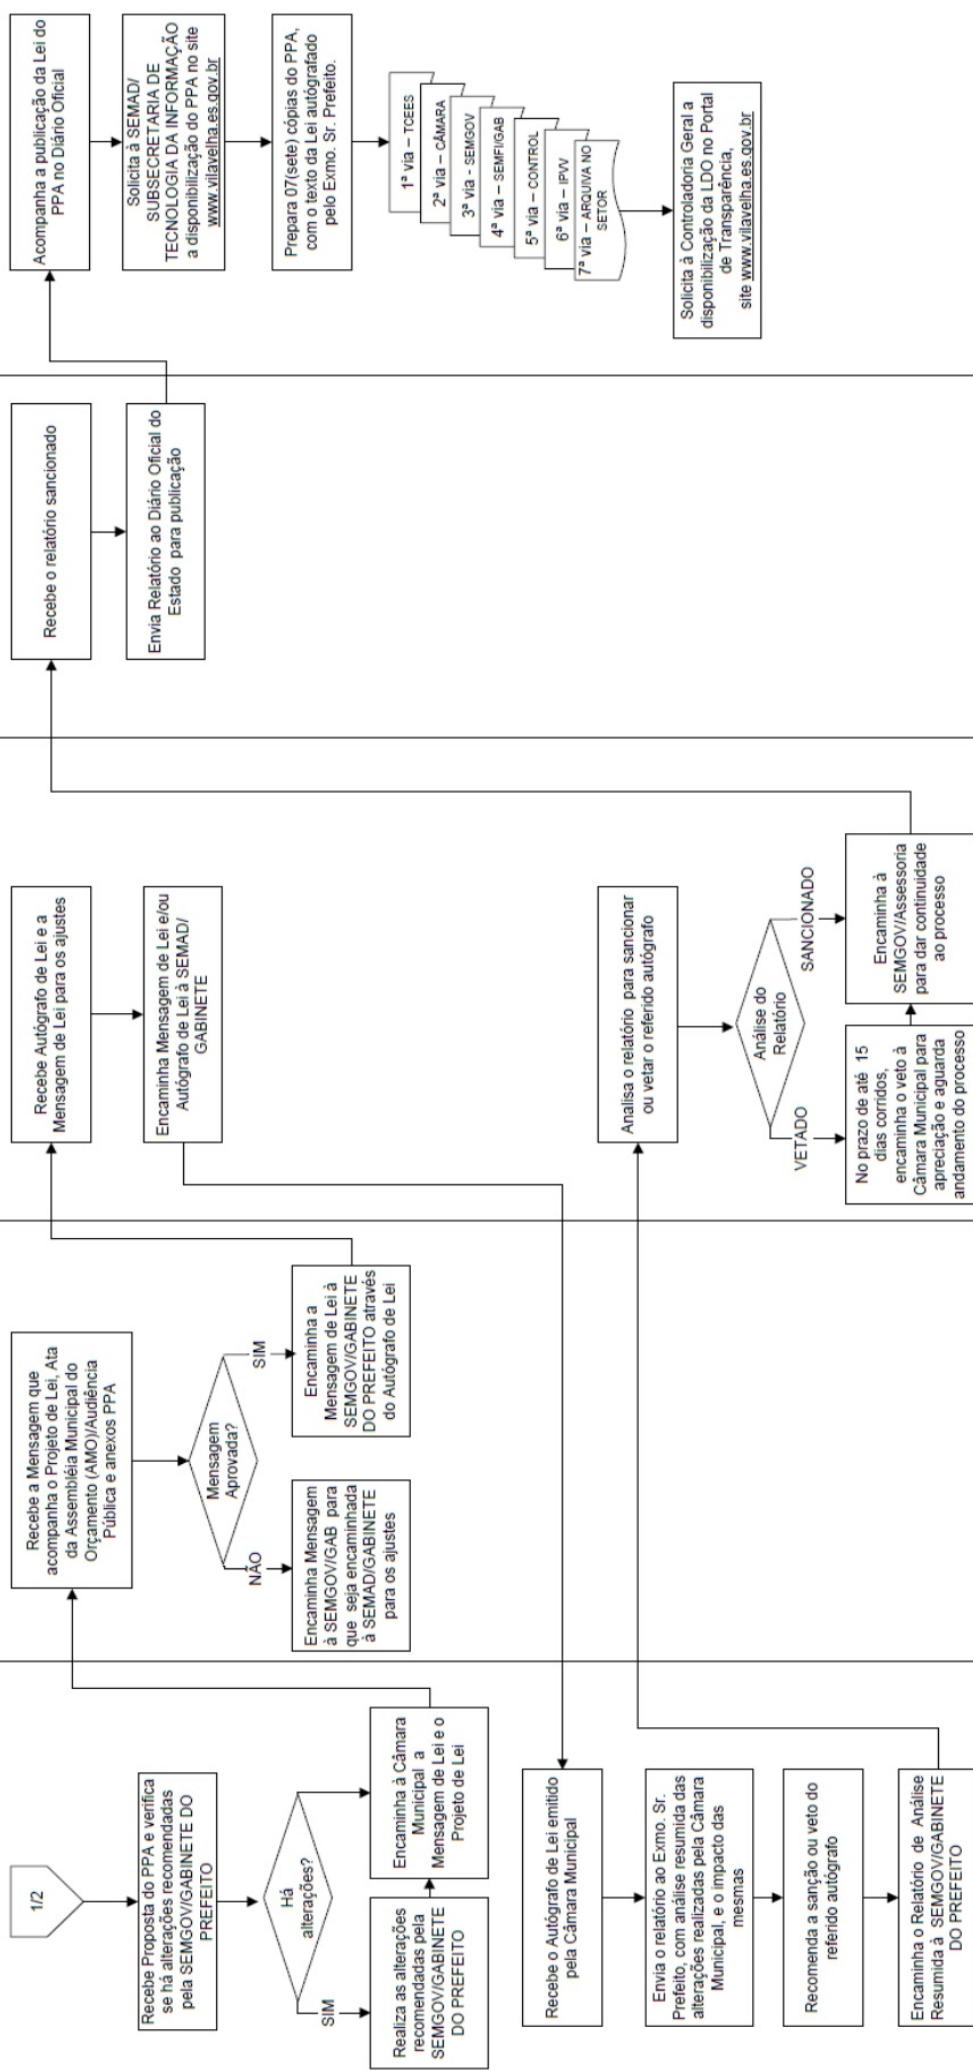 1/2
Recebe Proposta do PPA e verifica
se há alterações recomendadas
pela SEMGOV/GABINETE DO
PREFEITO
Há
alterações?
SIM
Realiza as alterações
recomendadas pela
SEMGOV/GABINETE
DO PREFEITO
Encaminha à Câmara
Municipal a
Mensagem de Lei e o
Projeto de Lei
Recebe o Autógrafo de Lei emitido
pela Câmara Municipal
Envia o relatório ao Exmo. Sr.
Prefeito, com análise resumida das
alterações realizadas pela Câmara
Municipal, e o impacto das
mesmas
Recomenda a sanção ou veto do
referido autógrafo
Encaminha o Relatório de Análise
Resumida à SEMGOV/GABINETE
DO PREFEITO
Recebe a Mensagem que
acompanha o Projeto de Lei, Ata
da Assembléia Municipal do
Orçamento (AMO)/Audiência
Pública e anexos PPA
Mensagem
Aprovada?
NÃO
SIM
Encaminha Mensagem
à SEMGOV/GAB para
que seja encaminhada
à SEMAD/GABINETE
para os ajustes
Encaminha a
Mensagem de Lei à
SEMGOV/GABINETE
DO PREFEITO através
do Autógrafo de Lei
Recebe Autógrafo de Lei e a
Mensagem de Lei para os ajustes
Encaminha Mensagem de Lei e/ou
Autógrafo de Lei à SEMAD/
GABINETE
Analisa o relatório para sancionar
ou vetar o referido autógrafo
Análise do
Relatório
VETADO
SANCIONADO
No prazo de até 15
dias corridos,
encaminha o veto à
Câmara Municipal para
apreciação e aguarda
andamento do processo
Encaminha à
SEMGOV/Assessoria
para dar continuidade
ao processo
Recebe o relatório sancionado
Envia Relatório ao Diário Oficial do
Estado para publicação
Acompanha a publicação da Lei do
PPA no Diário Oficial
Solicita à SEMAD/
SUBSECRETARIA DE
TECNOLOGIA DA INFORMAÇÃO
a disponibilização do PPA no site
www.vilavelha.es.gov.br
Prepara 07(sete) cópias do PPA,
com o texto da Lei autógrafado
pelo Exmo. Sr. Prefeito.
1ª via – TCEES
2ª via – CÂMARA
3ª via - SEMGOV
4ª via – SEMFI/GAB
5ª via – CONTROL
6ª via – IPVV
7ª via – ARQUIVA NO
SETOR
Solicita à Controladoria Geral a
disponibilização da LDO no Portal
de Transparência,
site www.vilavelha.es.gov.br